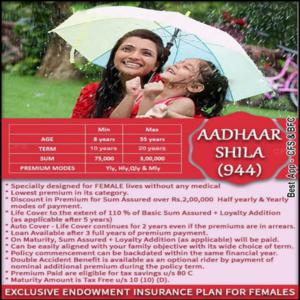 AADHAAR
SHILA
(944)
Min Max
AGE 8 years 55 years
TERM 10 years 20 years
SUM 75,000 3,00,000
PREMIUM MODES Yly, Hly,Qly & Mly
* Specially designed for FEMALE lives without any medical
* Lowest premium in its category.
* Discount in Premium for Sum Assured over Rs.2,00,000 Half yearly & Yearly
modes of payment.
* Life Cover to the extent of 110 % of Basic Sum Assured + Loyalty Addition
(as applicable after 5 years)
* Auto Cover - Life Cover continues for 2 years even if the premiums are in arrears.
* Loan Available after 3 full years of premium payment.
* On Maturity, Sum Assured + Loyalty Addition (as applicable) will be paid.
* Can be easily aligned with your family objective with its wide choice of term.
* Policy commencement can be backdated within the same financial year.
* Double Accident Benefit is available as an optional rider by payment of
nominal additional premium during the policy term.
* Premium Paid are eligible for tax savings u/s 80 C
* Maturity Amount is Tax Free u/s 10 (10) (D).
EXCLUSIVE ENDOWMENT INSURANCE PLAN FOR FEMALES
Best App - CFS & BFC